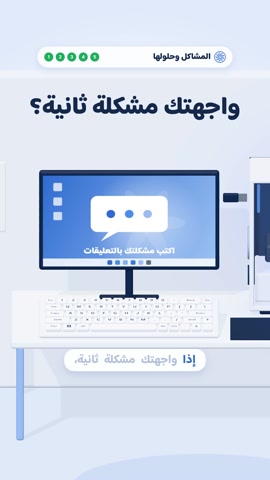 المشاكل وحلولها
1 2 3 4 5
واجهتك مشكلة ثانية؟
اكتب مشكلتك بالتعليقات
إذا واجهتك مشكلة ثانية،